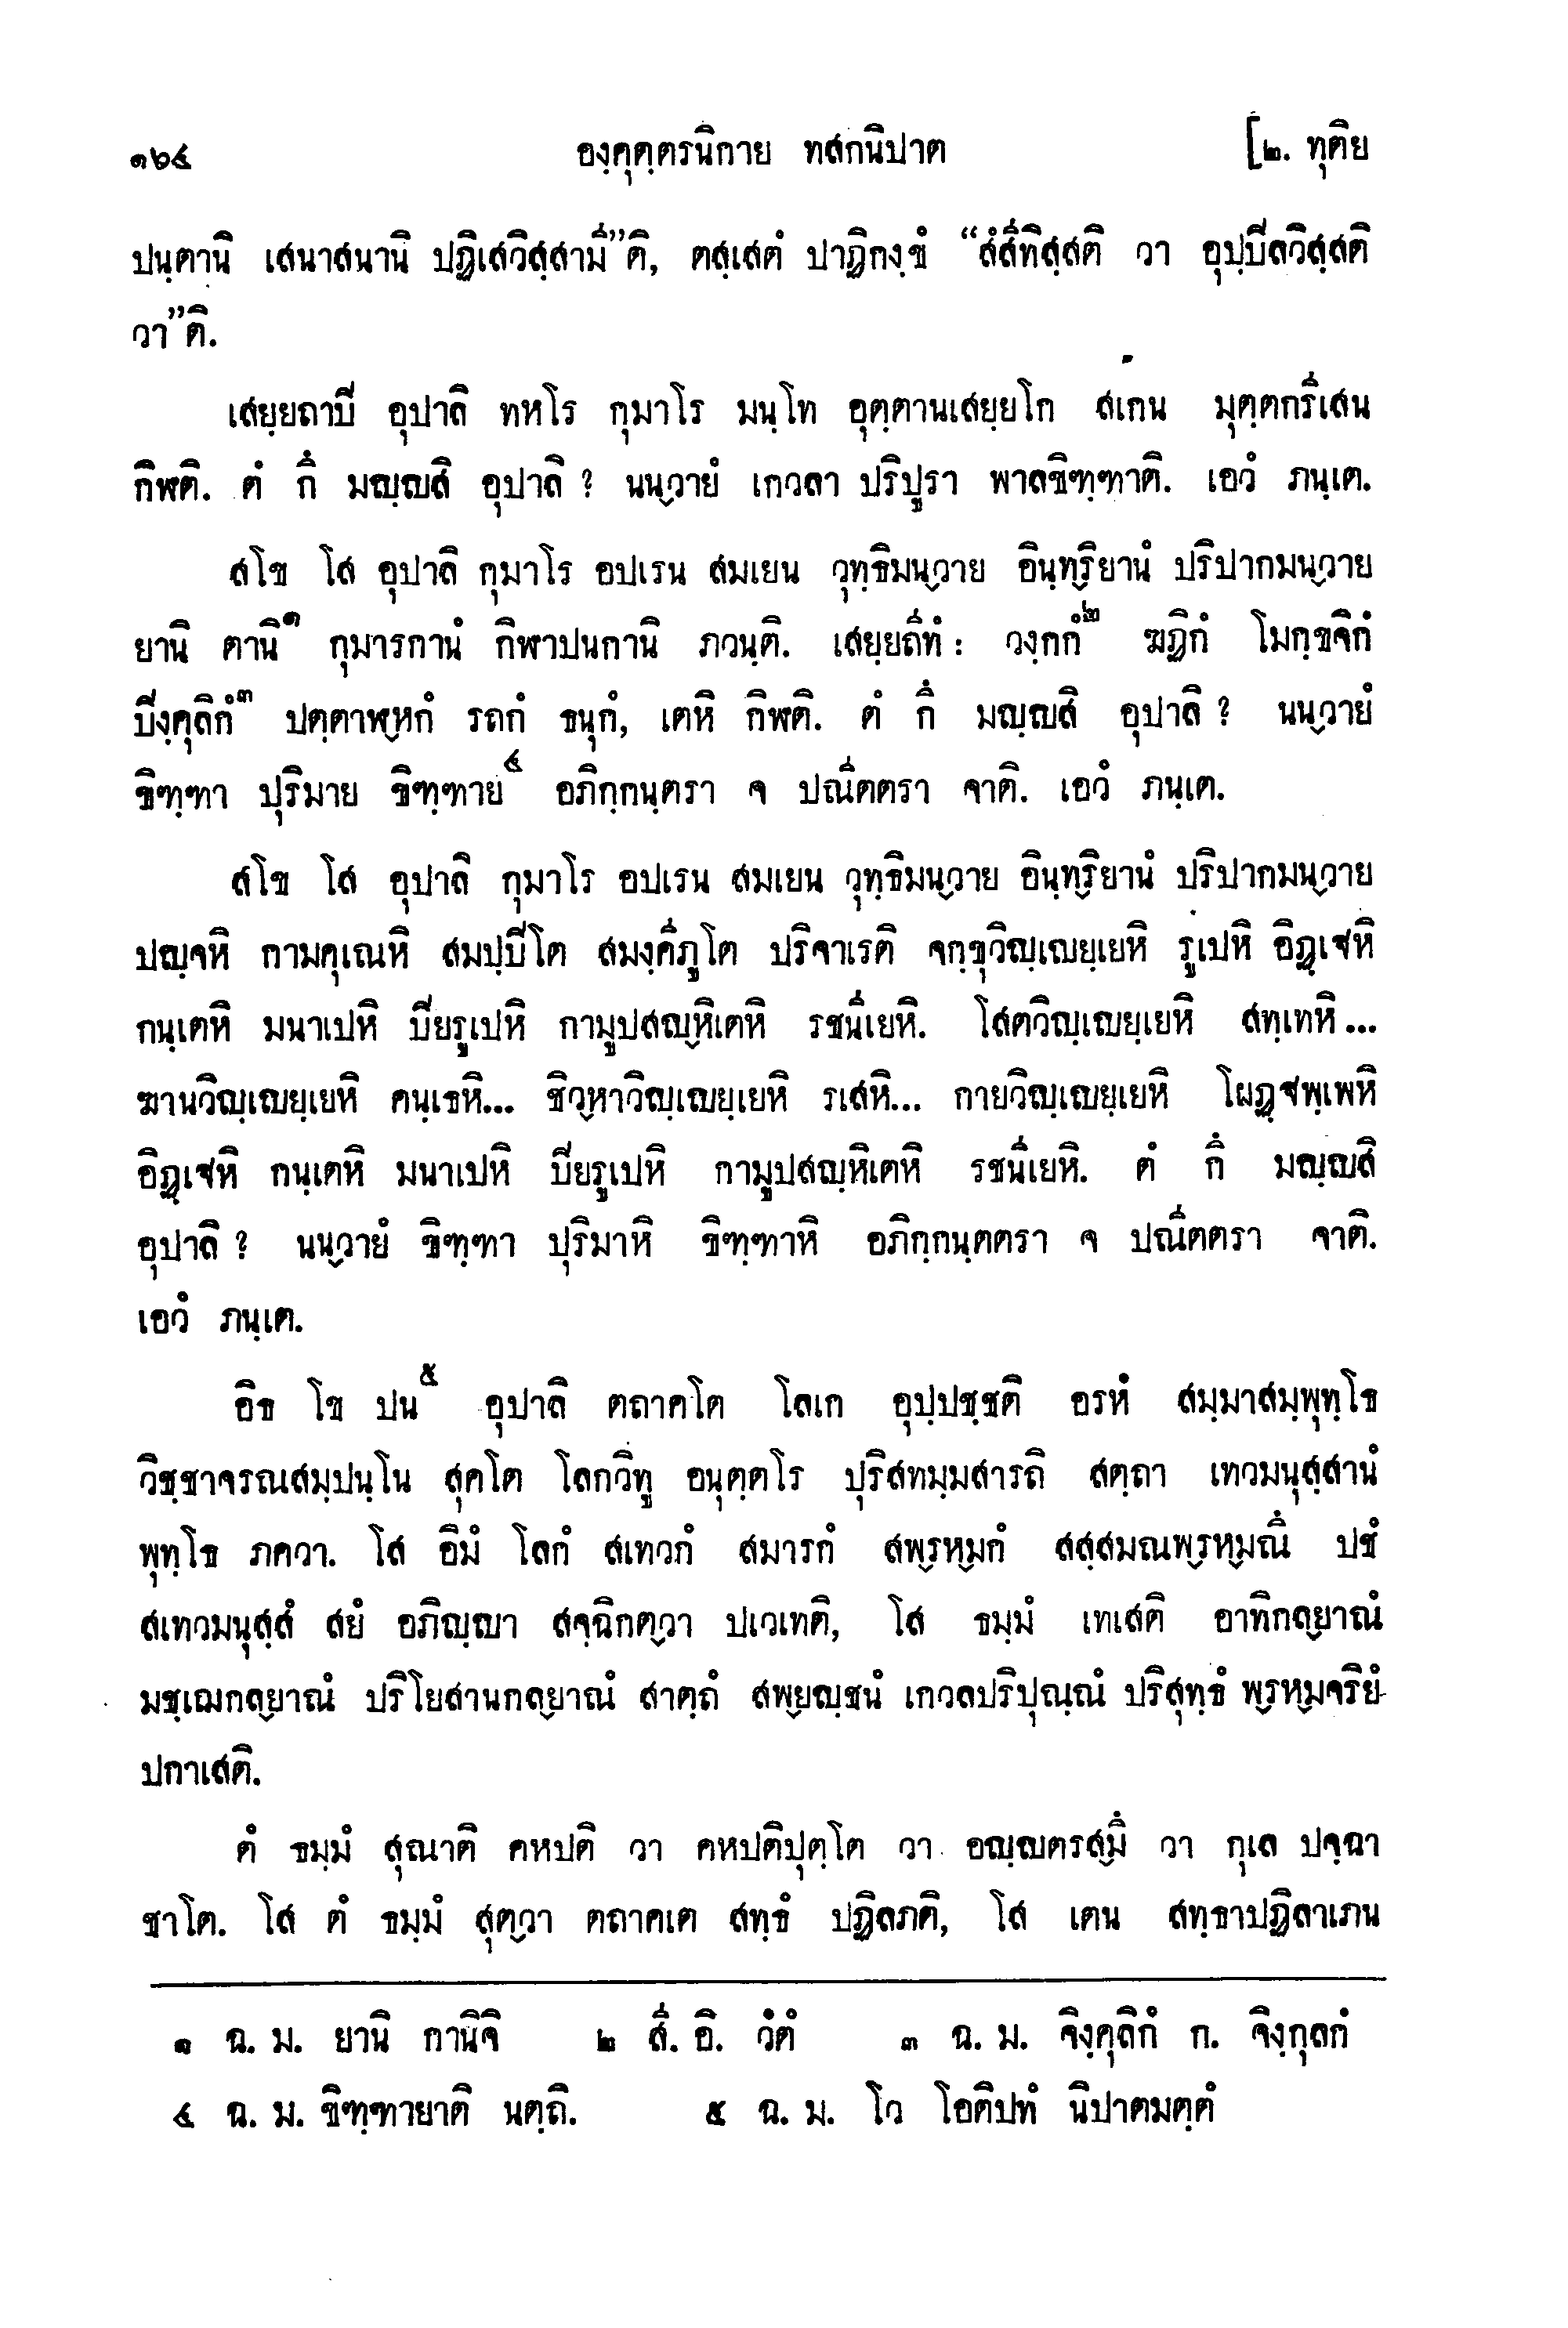 ๑๖๔ องฺคุตฺตรนิกาย ทสกนิปาต [๒. ทุติย
ปนฺตานิ เสนาสนานิ ปฏิเสวิสฺสามี”ติ, ตสฺเสตํ ปาฏิกงฺขํ “สํสีทิสฺสติ วา อุปฺปีลวิสฺสติ
วา”ติ.
เสยฺยถาปี อุปาลิ ทหโร กุมาโร มนฺโท อุตฺตานเสยฺยโก สเกน มุตฺตกรีเสน
กีฬติ. ตํ กึ มญฺญสิ อุปาลิ ? นนฺวายํ เกวลา ปริปูรา พาลขิฑฺฑาติ. เอวํ ภนฺเต.
สโข โส อุปาลิ กุมาโร อปเรน สมเยน วุทฺธิมนฺวาย อินฺทฺริยานํ ปริปากมนฺวาย
ยานิ ตานิ๑ กุมารกานํ กีฬาปนกานิ ภวนฺติ. เสยฺยถีทํ : วงฺกกํ๒ ฆฏิกํ โมกฺขจิกํ
ปิงฺคุลิกํ๓ ปตฺตาฬฺหกํ รถกํ ธนุกํ, เตหิ กีฬติ. ตํ กึ มญฺญสิ อุปาลิ ? นนฺวายํ
ขิฑฺฑา ปุริมาย ขิฑฺฑาย๔ อภิกฺกนฺตรา จ ปณีตตรา จาติ. เอวํ ภนฺเต.
สโข โส อุปาลิ กุมาโร อปเรน สมเยน วุทฺธิมนฺวาย อินฺทฺริยานํ ปริปากมนฺวาย
ปญฺจหิ กามคุเณหิ สมปฺปิโต สมงฺคิภูโต ปริจาเรติ จกฺขุวิญฺเญยฺเยหิ รูเปหิ อิฏฺเฐหิ
กนฺเตหิ มนาเปหิ ปิยรูเปหิ กามูปสญฺหิเตหิ รชนีเยหิ. โสตวิญฺเญยฺเยหิ สทฺเทหิ...
ฆานวิญฺเญยฺเยหิ คนฺเธหิ... ชิวฺหาวิญฺเญยฺเยหิ รเสหิ... กายวิญฺเญยฺเยหิ โผฏฺฐพฺเพหิ
อิฏฺเฐหิ กนฺเตหิ มนาเปหิ ปิยรูเปหิ กามูปสญฺหิเตหิ รชนีเยหิ. ตํ กึ มญฺญสิ
อุปาลิ ? นนฺวายํ ขิฑฺฑา ปุริมาหิ ขิฑฺฑาหิ อภิกฺกนฺตตรา จ ปณีตตรา จาติ.
เอวํ ภนฺเต.
อิธ โข ปน๕ อุปาลิ ตถาคโต โลเก อุปฺปชฺชติ อรหํ สมฺมาสมฺพุทฺโธ
วิชฺชาจรณสมฺปนฺโน สุคโต โลกวิทู อนุตฺตโร ปุริสทมฺมสารถิ สตฺถา เทวมนุสฺสานํ
พุทฺโธ ภควา. โส อิมํ โลกํ สเทวกํ สมารกํ สพฺรหฺมกํ สสฺสมณพฺรหฺมณึ ปชํ
สเทวมนุสฺสํ สยํ อภิญฺญา สจฺฉิกตฺวา ปเวเทติ, โส ธมฺมํ เทเสติ อาทิกลฺยาณํ
มชฺเฌกลฺยาณํ ปริโยสานกลฺยาณํ สาตฺถํ สพฺยญฺชนํ เกวลปริปุณฺณํ ปริสุทฺธํ พฺรหฺมจริยํ
ปกาเสติ.
ตํ ธมฺมํ สุณาติ คหปติ วา คหปติปุตฺโต วา อญฺญตรสฺมึ วา กุเล ปจฺฉา
ชาโต. โส ตํ ธมฺมํ สุตฺวา ตถาคเต สทฺธํ ปฏิลภติ, โส เตน สทฺธาปฏิลาเภน
๑ ฉ. ม. ยานิ กานิจิ ๒ สี. อิ. วํตํ ๓ ฉ. ม. จิงฺคุลิกํ ก. จิงฺกุลกํ
๔ ฉ. ม. ขิฑฺฑายาติ นตฺถิ. ๕ ฉ. ม. โว โอติปทํ นิปาตมตฺตํ